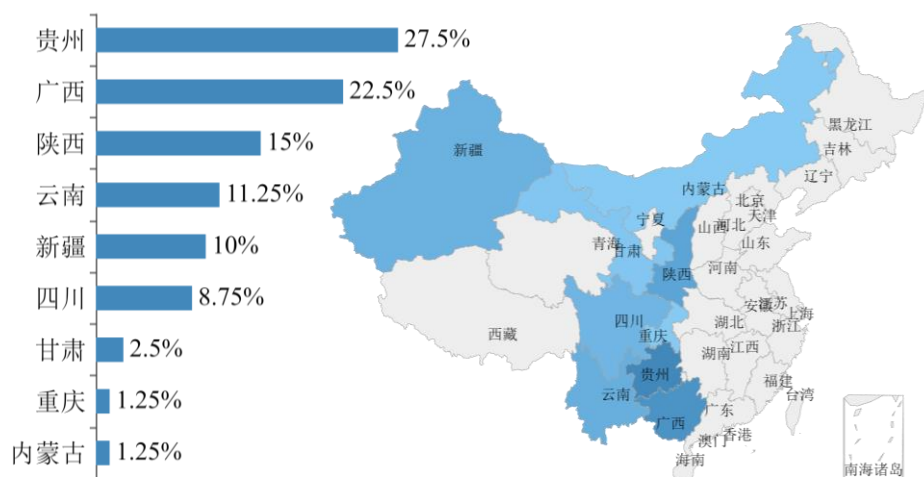 贵州 27.5%
广西 22.5%
陕西 15%
云南 11.25%
新疆 10%
四川 8.75%
甘肃 2.5%
重庆 1.25%
内蒙古 1.25%
黑龙江
吉林
辽宁
新疆
内蒙古
北京
天津
宁夏
山西
河北
青海
甘肃
山东
陕西
河南
西藏
四川
重庆
湖北
安徽
江苏
上海
浙江
湖南
江西
贵州
云南
福建
台湾
广西
广东
香港
澳门
海南
南海诸岛